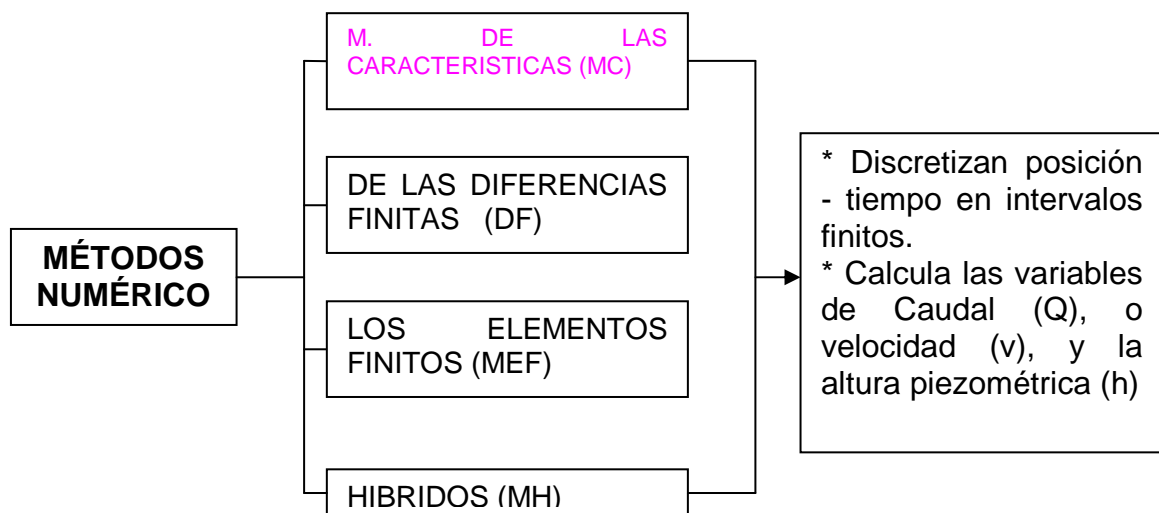 M. DE LAS
CARACTERISTICAS (MC)
DE LAS DIFERENCIAS
FINITAS (DF)
MÉTODOS
NUMÉRICO
LOS ELEMENTOS
FINITOS (MEF)
HIBRIDOS (MH)
* Discretizan posición
- tiempo en intervalos
finitos.
* Calcula las variables
de Caudal (Q), o
velocidad (v), y la
altura piezométrica (h)